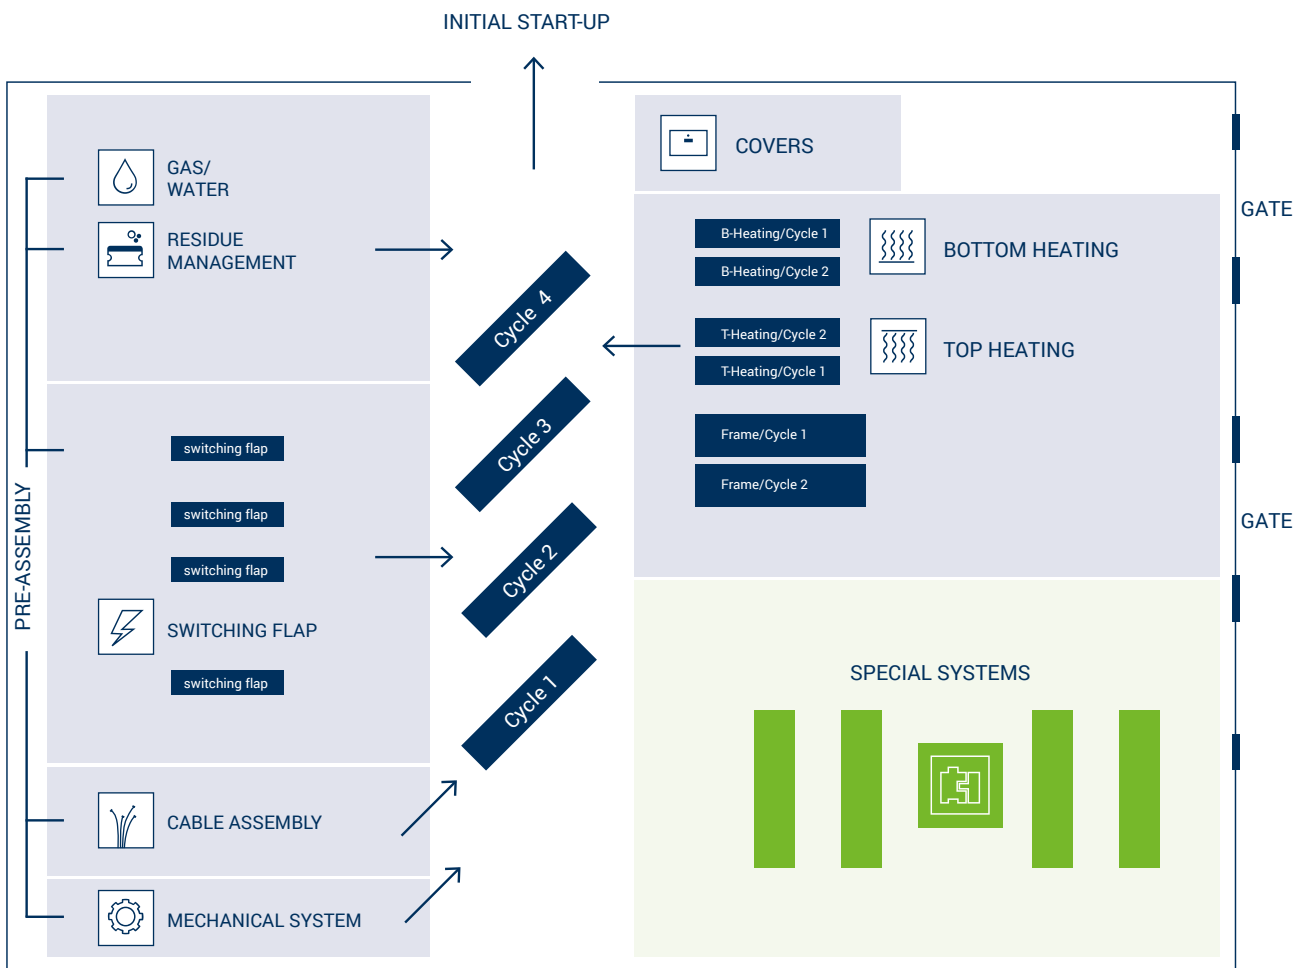 INITIAL START-UP
GAS/
WATER
RESIDUE
MANAGEMENT
switching flap
switching flap
switching flap
SWITCHING FLAP
switching flap
CABLE ASSEMBLY
MECHANICAL SYSTEM
PRE-ASSEMBLY
Cycle 4
Cycle 3
Cycle 2
Cycle 1
COVERS
B-Heating/Cycle 1
B-Heating/Cycle 2
BOTTOM HEATING
T-Heating/Cycle 2
T-Heating/Cycle 1
TOP HEATING
Frame/Cycle 1
Frame/Cycle 2
SPECIAL SYSTEMS
GATE
GATE